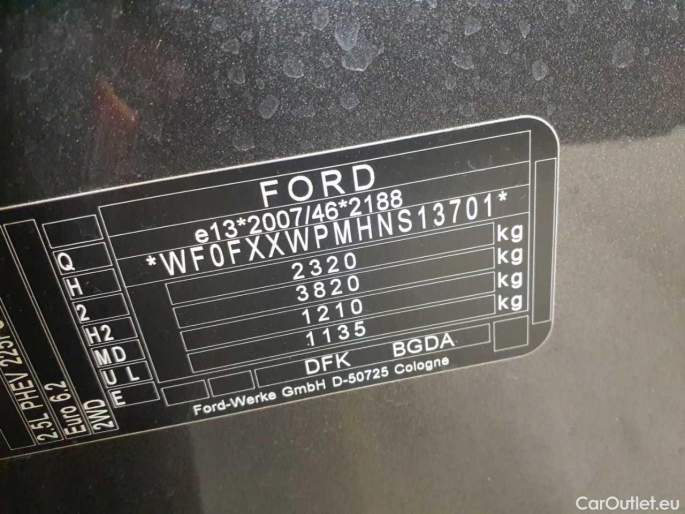 FORD
e13*2007/46*2188
*WF0FXXWPMHNS13701*
2320 kg
3820 kg
1210 kg
1135
DFK BGDA
Ford-Werke GmbH D-50725 Cologne
Q
H
2
H2
MD
U L
E
2.5L PHEV
Euro 6.2
2WD
CarOutlet.eu